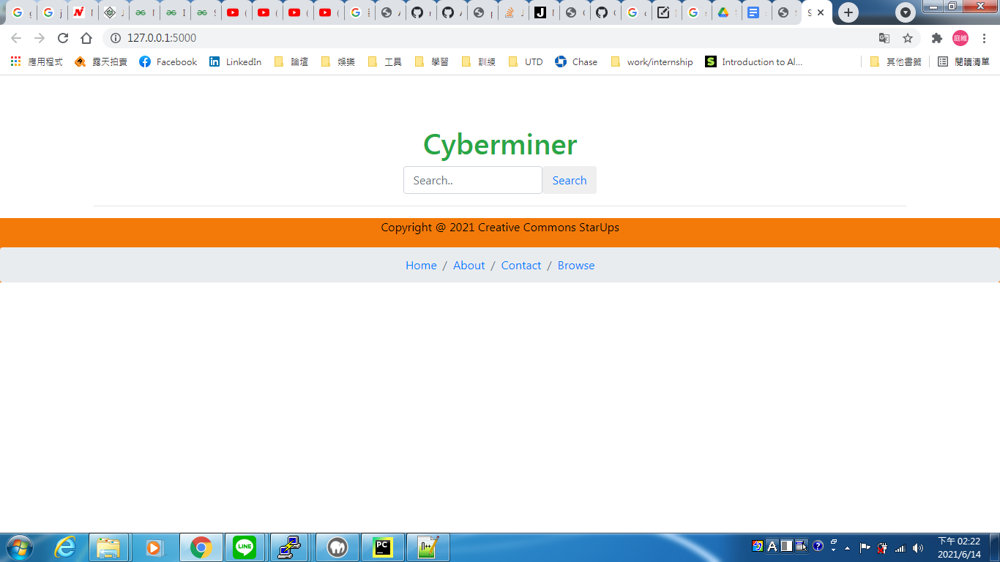 127.0.0.1:5000
應用程式 露天拍賣 Facebook LinkedIn 論壇 娛樂 工具 學習 訓練 UTD Chase work/internship Introduction to Al... 其他書籤 閱讀清單
Cyberminer
Search.. Search
Copyright @ 2021 Creative Commons StarUps
Home / About / Contact / Browse
LINE
PC
下午 02:22
2021/6/14